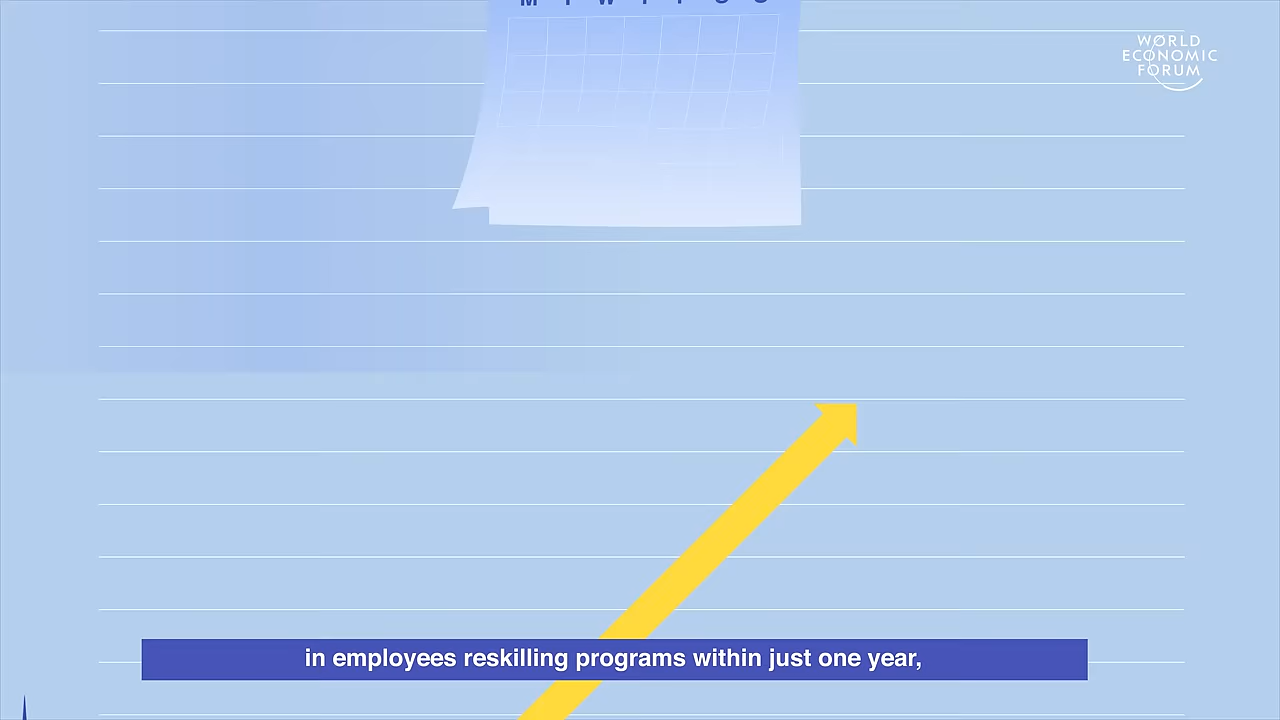 M T W T F S S
WORLD
ECONOMIC
FORUM
in employees reskilling programs within just one year,